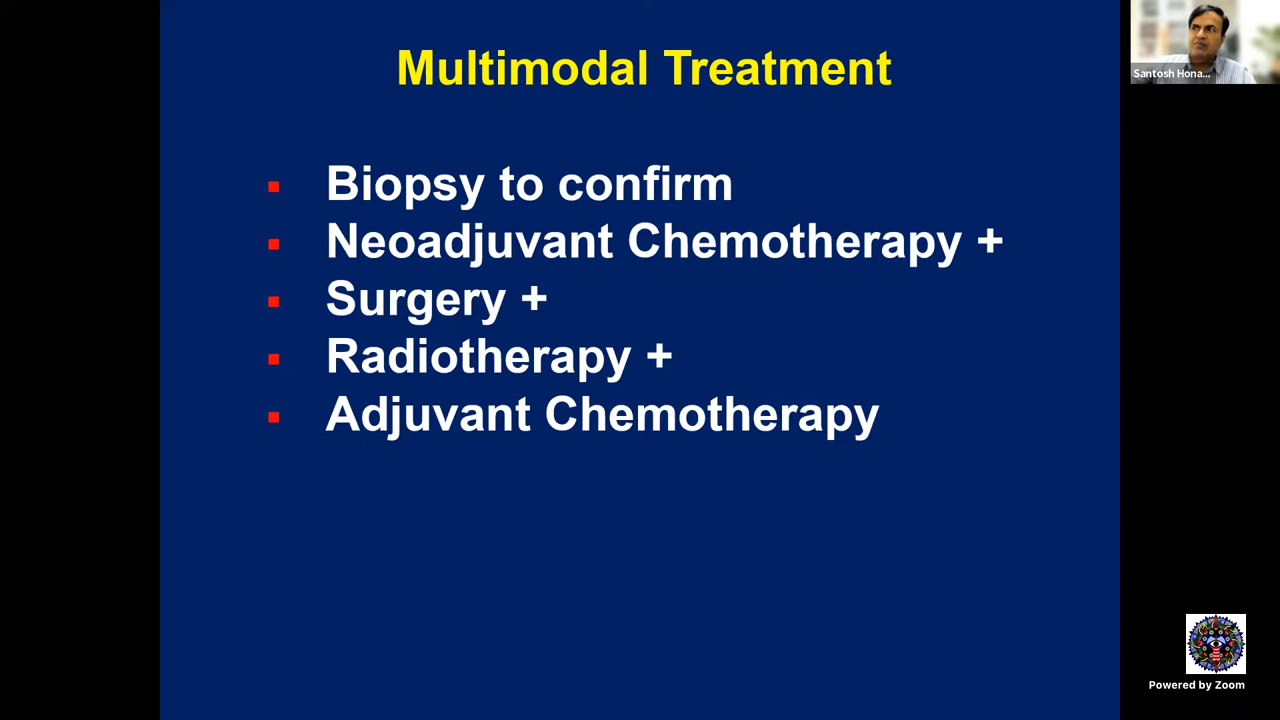 Multimodal Treatment
Santosh Hona...
▪ Biopsy to confirm
▪ Neoadjuvant Chemotherapy +
▪ Surgery +
▪ Radiotherapy +
▪ Adjuvant Chemotherapy
Powered by Zoom